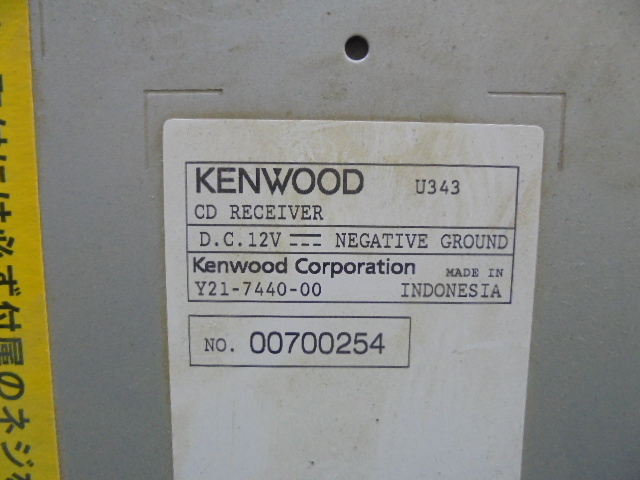 KENWOOD U343
CD RECEIVER
D.C.12V NEGATIVE GROUND
Kenwood Corporation MADE IN
Y21-7440-00 INDONESIA
NO. 00700254
は必ず付属のネジ